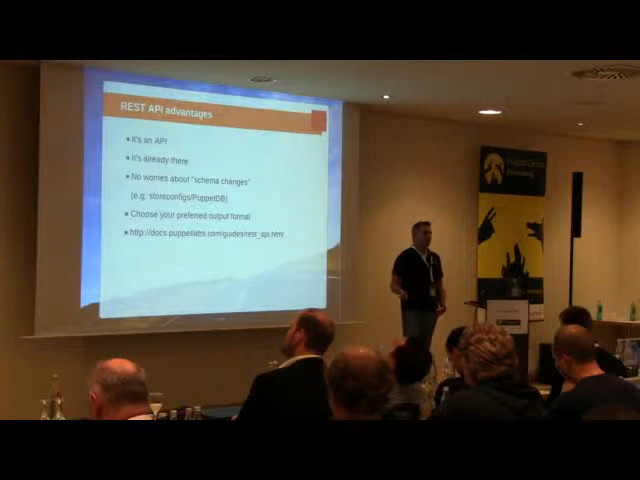 REST API advantages
It's an API
It's already there
No worries about "schema changes"
(e.g. storeconfigs/PuppetDB)
Choose your preferred output format
http://docs.puppetlabs.com/guides/rest_api.html
PuppetCamp